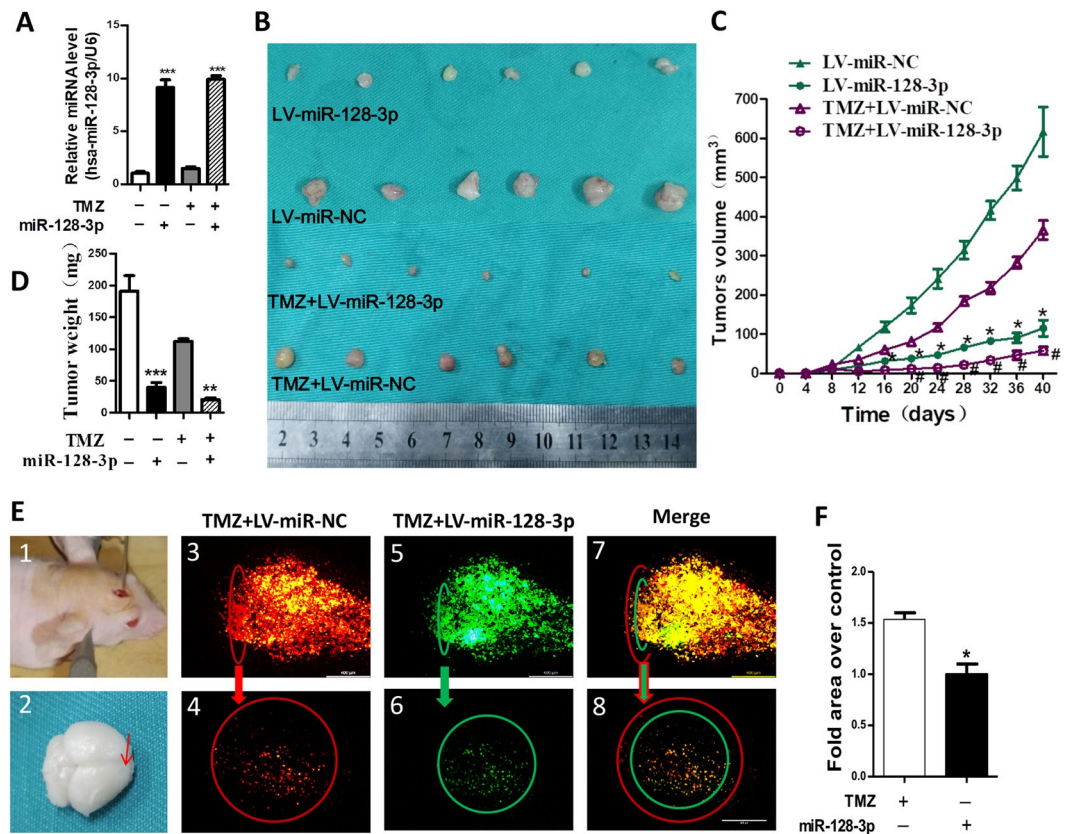 A
Relative miRNA level
(hsa-miR-128-3p/U6)
15
10
5
0
***
***
TMZ − − + +
miR-128-3p − + − +
B
LV-miR-128-3p
LV-miR-NC
TMZ+LV-miR-128-3p
TMZ+LV-miR-NC
2 3 4 5 6 7 8 9 10 11 12 13 14
C
LV-miR-NC
LV-miR-128-3p
TMZ+LV-miR-NC
TMZ+LV-miR-128-3p
Tumors volume（mm³）
700
600
500
400
300
200
100
0
* * * * * * *
# # # # # #
0 4 8 12 16 20 24 28 32 36 40
Time（days）
D
Tumor weight（mg）
250
200
150
100
50
0
***
**
TMZ − − + +
miR-128-3p − + − +
E
TMZ+LV-miR-NC
TMZ+LV-miR-128-3p
Merge
1
3
5
7
400 μm
2
4
6
8
F
Fold area over control
2.0
1.5
1.0
0.5
0.0
*
TMZ + −
miR-128-3p − +